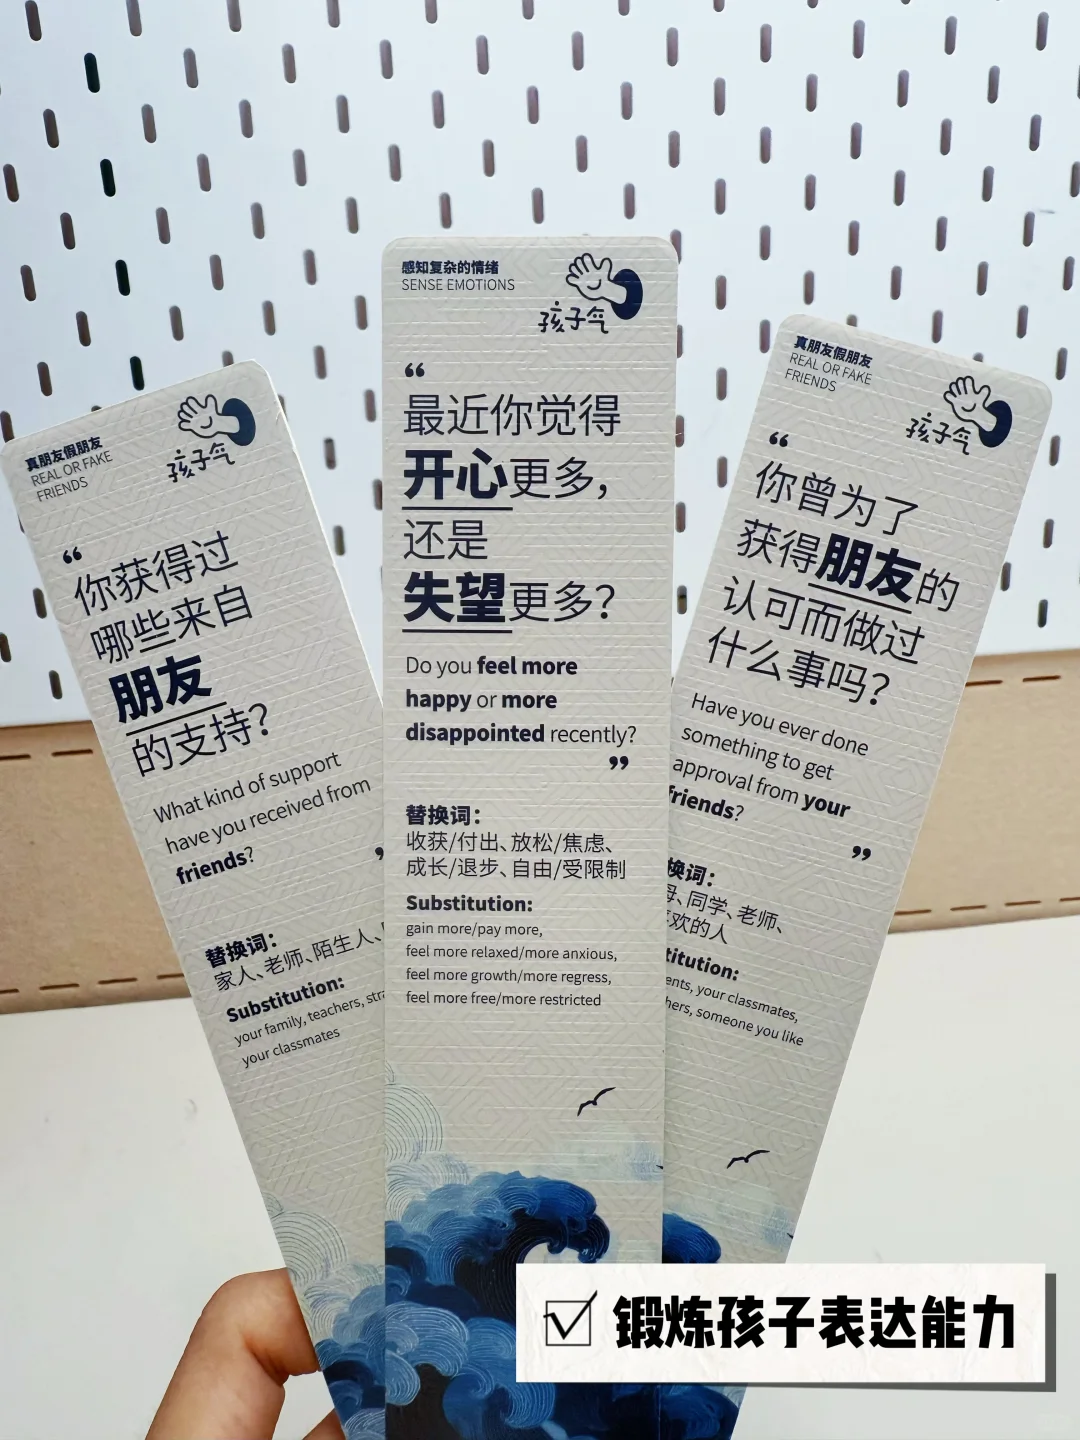 真朋友假朋友
REAL OR FAKE
FRIENDS
孩子气
“
你获得过
哪些来自
朋友
的支持？
What kind of support
have you received from
friends?
”
替换词：
家人、老师、陌生人、
Substitution:
your family, teachers,
your classmates
感知复杂的情绪
SENSE EMOTIONS
孩子气
“
最近你觉得
开心更多，
还是
失望更多？
Do you feel more
happy or more
disappointed recently?
”
替换词：
收获/付出、放松/焦虑、
成长/退步、自由/受限制
Substitution:
gain more/pay more,
feel more relaxed/more anxious,
feel more growth/more regress,
feel more free/more restricted
真朋友假朋友
REAL OR FAKE
FRIENDS
孩子气
“
你曾为了
获得朋友的
认可而做过
什么事吗？
Have you ever done
something to get
approval from your
friends?
”
换词：
、同学、老师、
欢的人
titution:
ents, your classmates,
hers, someone you like
锻炼孩子表达能力